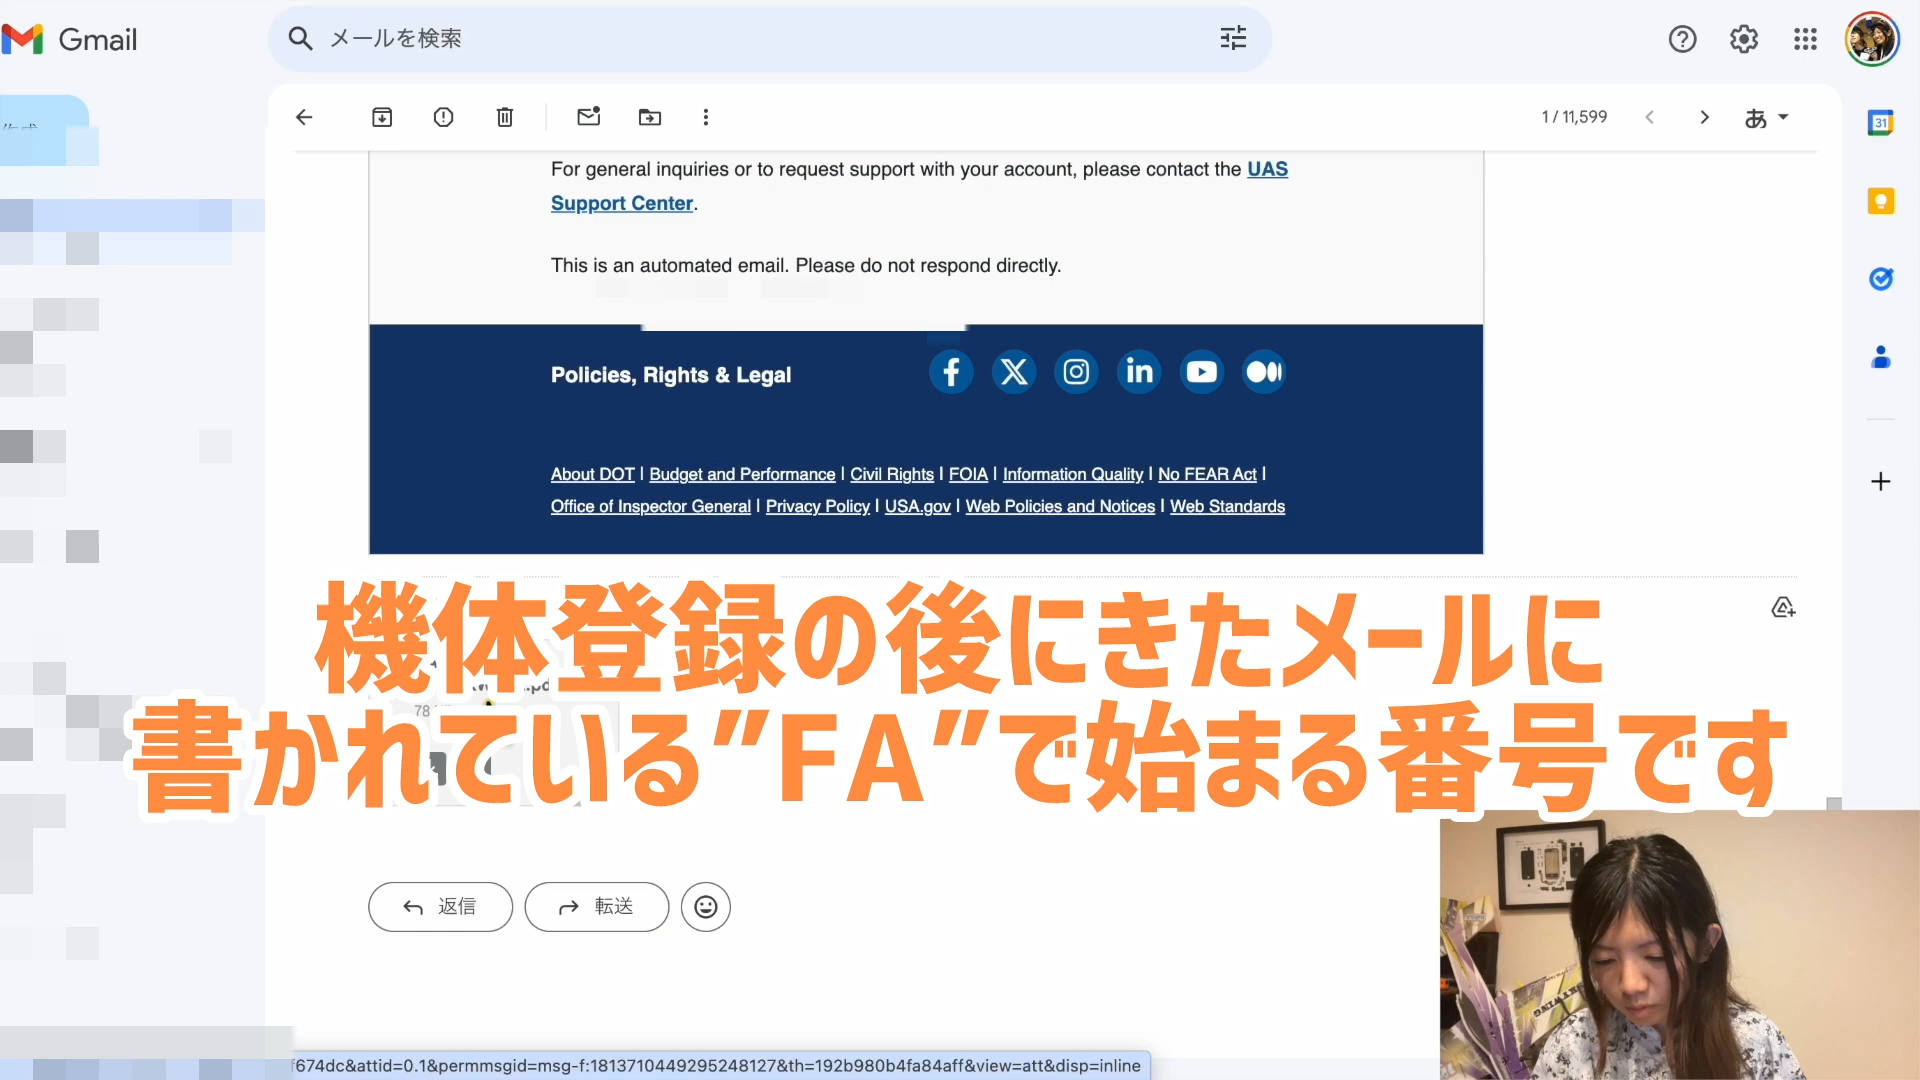 Gmail
メールを検索
1 / 11,599
あ
31
For general inquiries or to request support with your account, please contact the UAS
Support Center.
This is an automated email. Please do not respond directly.
Policies, Rights & Legal
About DOT | Budget and Performance | Civil Rights | FOIA | Information Quality | No FEAR Act |
Office of Inspector General | Privacy Policy | USA.gov | Web Policies and Notices | Web Standards
機体登録の後にきたメールに
書かれている”FA”で始まる番号です
78
返信
転送
f674dc&attid=0.1&permmsgid=msg-f:1813710449295248127&th=192b980b4fa84aff&view=att&disp=inline